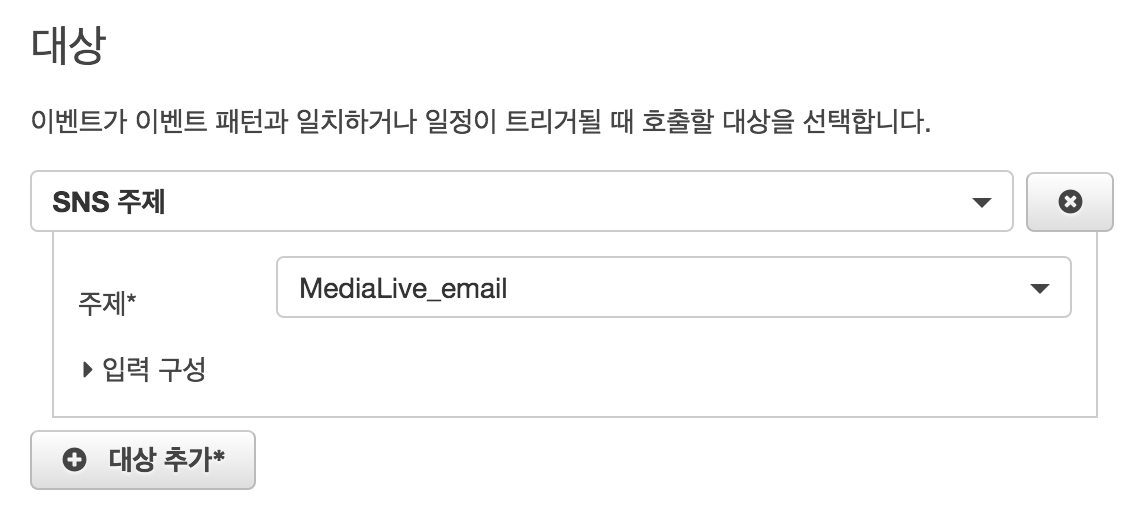 대상
이벤트가 이벤트 패턴과 일치하거나 일정이 트리거될 때 호출할 대상을 선택합니다.
SNS 주제
주제*
MediaLive_email
입력 구성
대상 추가*